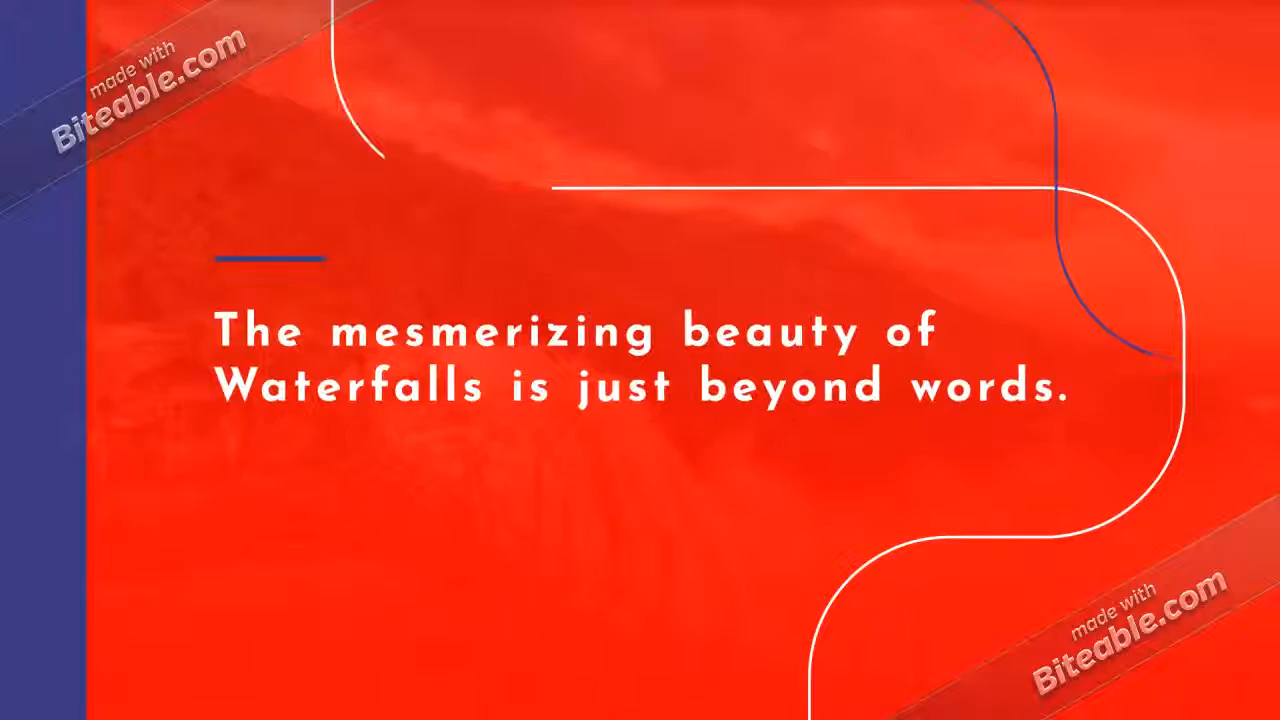 made with
Biteable.com
The mesmerizing beauty of
Waterfalls is just beyond words.
made with
Biteable.com